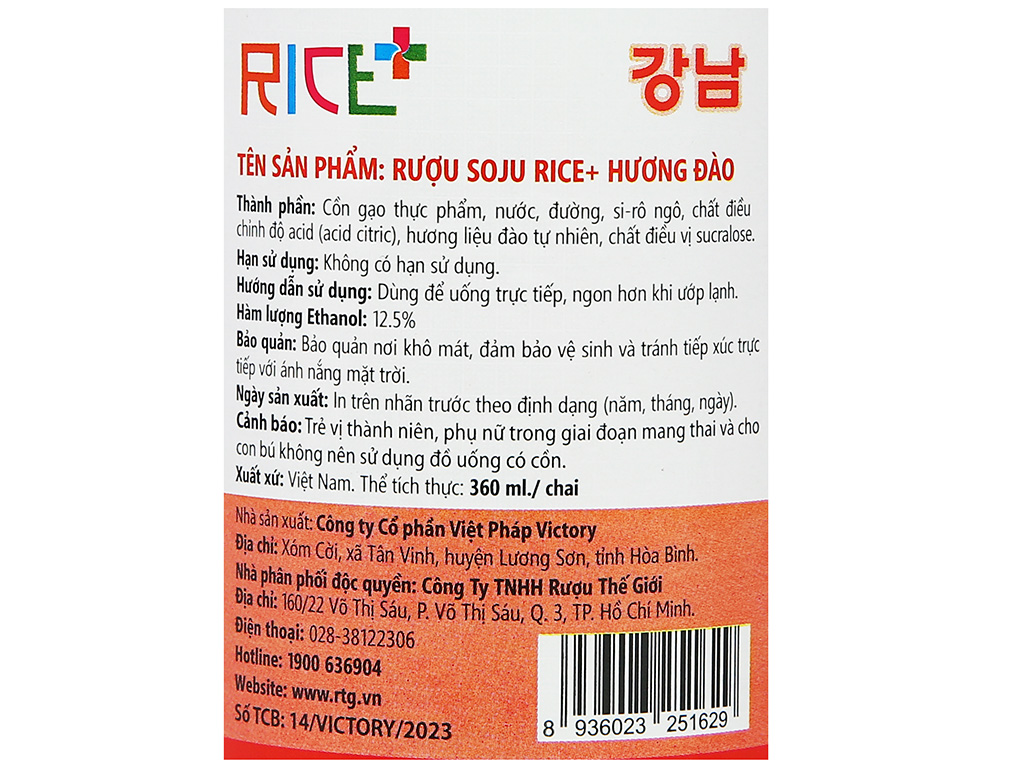 RICE+
강남
TÊN SẢN PHẨM: RƯỢU SOJU RICE+ HƯƠNG ĐÀO
Thành phần: Cồn gạo thực phẩm, nước, đường, si-rô ngô, chất điều
chỉnh độ acid (acid citric), hương liệu đào tự nhiên, chất điều vị sucralose.
Hạn sử dụng: Không có hạn sử dụng.
Hướng dẫn sử dụng: Dùng để uống trực tiếp, ngon hơn khi ướp lạnh.
Hàm lượng Ethanol: 12.5%
Bảo quản: Bảo quản nơi khô mát, đảm bảo vệ sinh và tránh tiếp xúc trực
tiếp với ánh nắng mặt trời.
Ngày sản xuất: In trên nhãn trước theo định dạng (năm, tháng, ngày).
Cảnh báo: Trẻ vị thành niên, phụ nữ trong giai đoạn mang thai và cho
con bú không nên sử dụng đồ uống có cồn.
Xuất xứ: Việt Nam. Thể tích thực: 360 ml./ chai
Nhà sản xuất: Công ty Cổ phần Việt Pháp Victory
Địa chỉ: Xóm Cời, xã Tân Vinh, huyện Lương Sơn, tỉnh Hòa Bình.
Nhà phân phối độc quyền: Công Ty TNHH Rượu Thế Giới
Địa chỉ: 160/22 Võ Thị Sáu, P. Võ Thị Sáu, Q. 3, TP. Hồ Chí Minh.
Điện thoại: 028-38122306
Hotline: 1900 636904
Website: www.rtg.vn
Số TCB: 14/VICTORY/2023
8 936023 251629